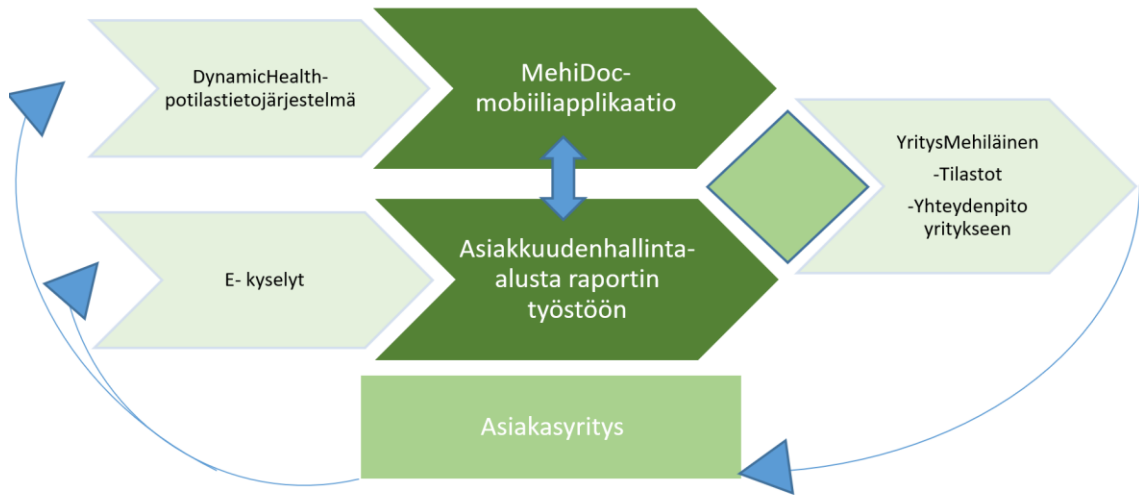 DynamicHealth-
potilastietojärjestelmä
MehiDoc-
mobiiliapplikaatio
YritysMehiläinen
-Tilastot
-Yhteydenpito
yritykseen
E- kyselyt
Asiakkuudenhallinta-
alusta raportin
työstöön
Asiakasyritys